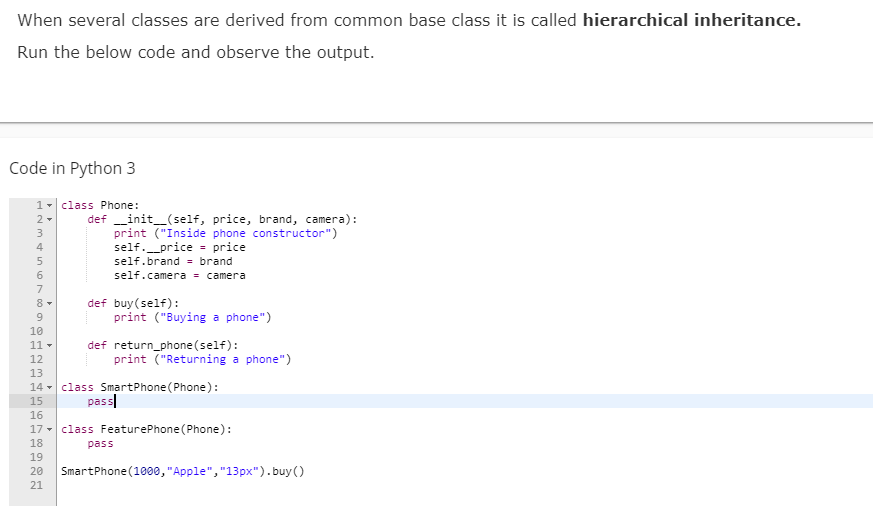 When several classes are derived from common base class it is called hierarchical inheritance.
Run the below code and observe the output.
Code in Python 3
1 class Phone:
2     def __init__(self, price, brand, camera):
3         print ("Inside phone constructor")
4         self.__price = price
5         self.brand = brand
6         self.camera = camera
7
8     def buy(self):
9         print ("Buying a phone")
10
11     def return_phone(self):
12         print ("Returning a phone")
13
14 class SmartPhone(Phone):
15     pass
16
17 class FeaturePhone(Phone):
18     pass
19
20 SmartPhone(1000,"Apple","13px").buy()
21